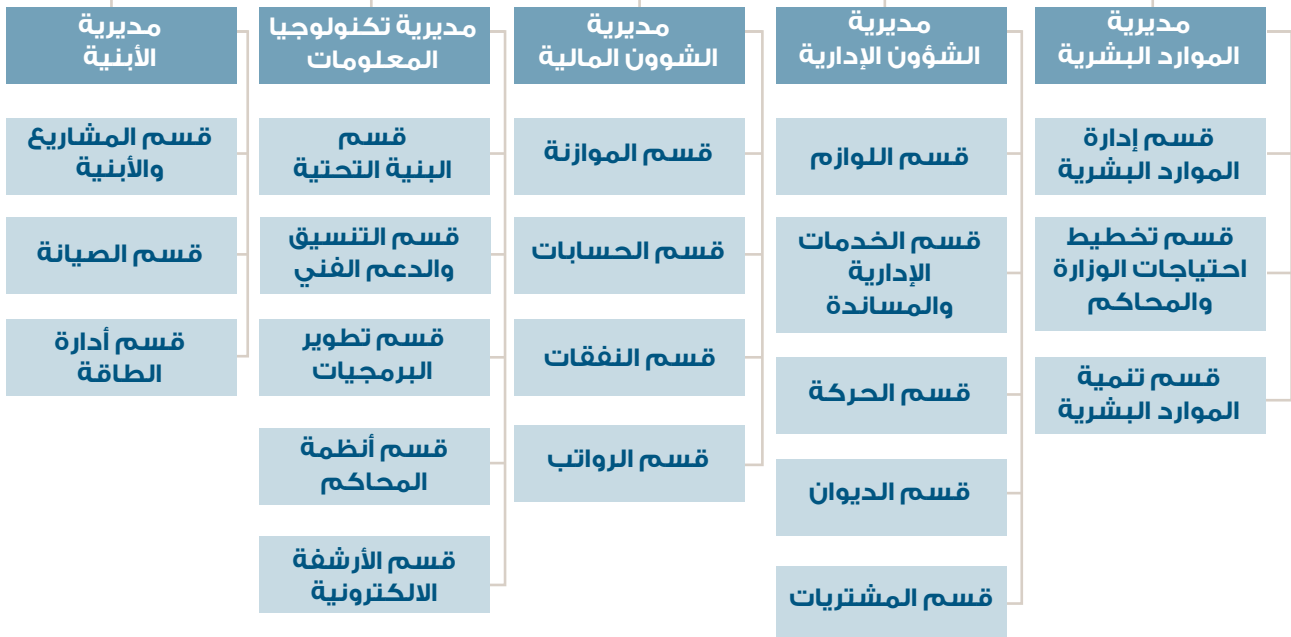 مديرية
الموارد البشرية
قسم إدارة
الموارد البشرية
قسم تخطيط
احتياجات الوزارة
والمحاكم
قسم تنمية
الموارد البشرية
مديرية
الشؤون الإدارية
قسم اللوازم
قسم الخدمات
الإدارية
والمساندة
قسم الحركة
قسم الديوان
قسم المشتريات
مديرية
الشوون المالية
قسم الموازنة
قسم الحسابات
قسم النفقات
قسم الرواتب
مديرية تكنولوجيا
المعلومات
قسم
البنية التحتية
قسم التنسيق
والدعم الفني
قسم تطوير
البرمجيات
قسم أنظمة
المحاكم
قسم الأرشفة
الالكترونية
مديرية
الأبنية
قسم المشاريع
والأبنية
قسم الصيانة
قسم أدارة
الطاقة